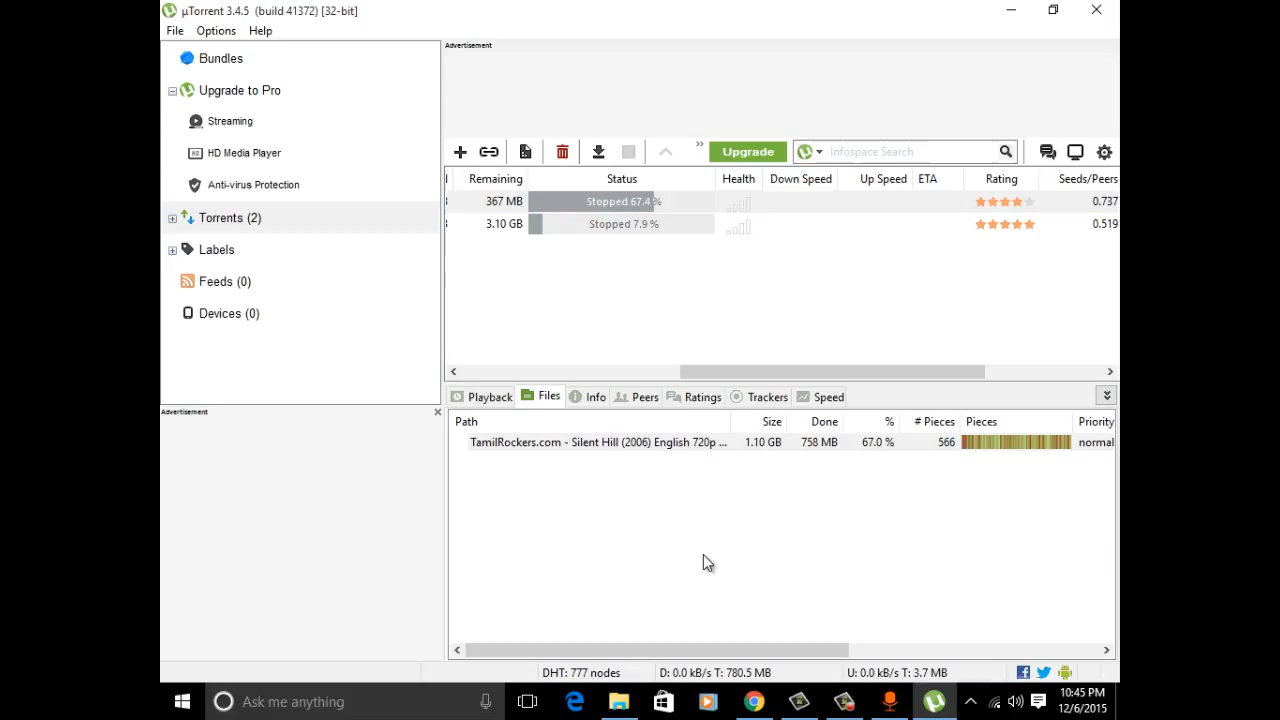 µTorrent 3.4.5 (build 41372) [32-bit]
File Options Help
Advertisement
Bundles
Upgrade to Pro
Streaming
HD Media Player
Anti-virus Protection
Torrents (2)
Labels
Feeds (0)
Devices (0)
Advertisement
Upgrade Infospace Search
Remaining Status Health Down Speed Up Speed ETA Rating Seeds/Peers
367 MB Stopped 67.4 % 0.737
3.10 GB Stopped 7.9 % 0.519
Playback Files Info Peers Ratings Trackers Speed
Path Size Done % # Pieces Pieces Priority
TamilRockers.com - Silent Hill (2006) English 720p ... 1.10 GB 758 MB 67.0 % 566 normal
DHT: 777 nodes D: 0.0 kB/s T: 780.5 MB U: 0.0 kB/s T: 3.7 MB
Ask me anything
10:45 PM
12/6/2015